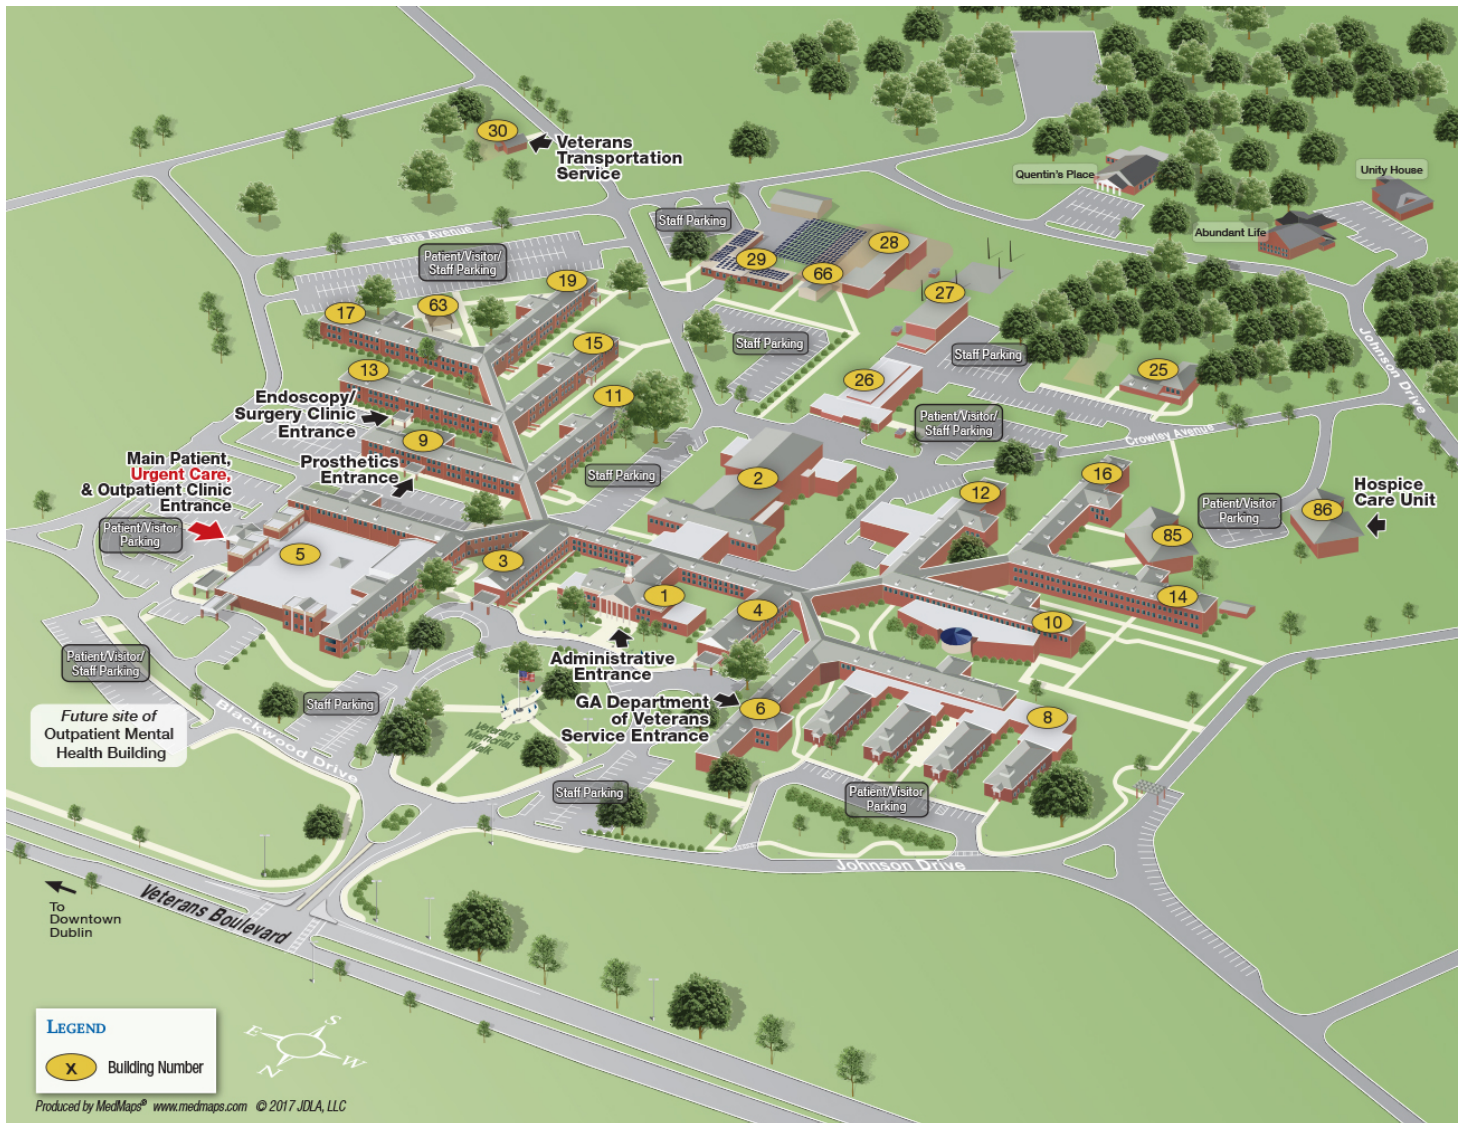 30
Veterans
Transportation
Service
Quentin's Place
Unity House
Abundant Life
Staff Parking
Evans Avenue
Patient/Visitor/
Staff Parking
29
28
66
27
19
63
17
15
13
11
Staff Parking
Staff Parking
26
25
Johnson Drive
Endoscopy/
Surgery Clinic
Entrance
9
Patient/Visitor/
Staff Parking
Crowley Avenue
Main Patient,
Urgent Care,
& Outpatient Clinic
Entrance
Prosthetics
Entrance
Staff Parking
2
12
16
Hospice
Care Unit
Patient/Visitor
Parking
86
Patient/Visitor
Parking
5
3
85
1
4
14
10
Administrative
Entrance
Patient/Visitor/
Staff Parking
Staff Parking
GA Department
of Veterans
Service Entrance
6
8
Future site of
Outpatient Mental
Health Building
Blackwood Drive
Veteran's
Memorial
Walk
Staff Parking
Patient/Visitor
Parking
Johnson Drive
To
Downtown
Dublin
Veterans Boulevard
LEGEND
X Building Number
E
S
N
W
Produced by MedMaps® www.medmaps.com © 2017 JDLA, LLC